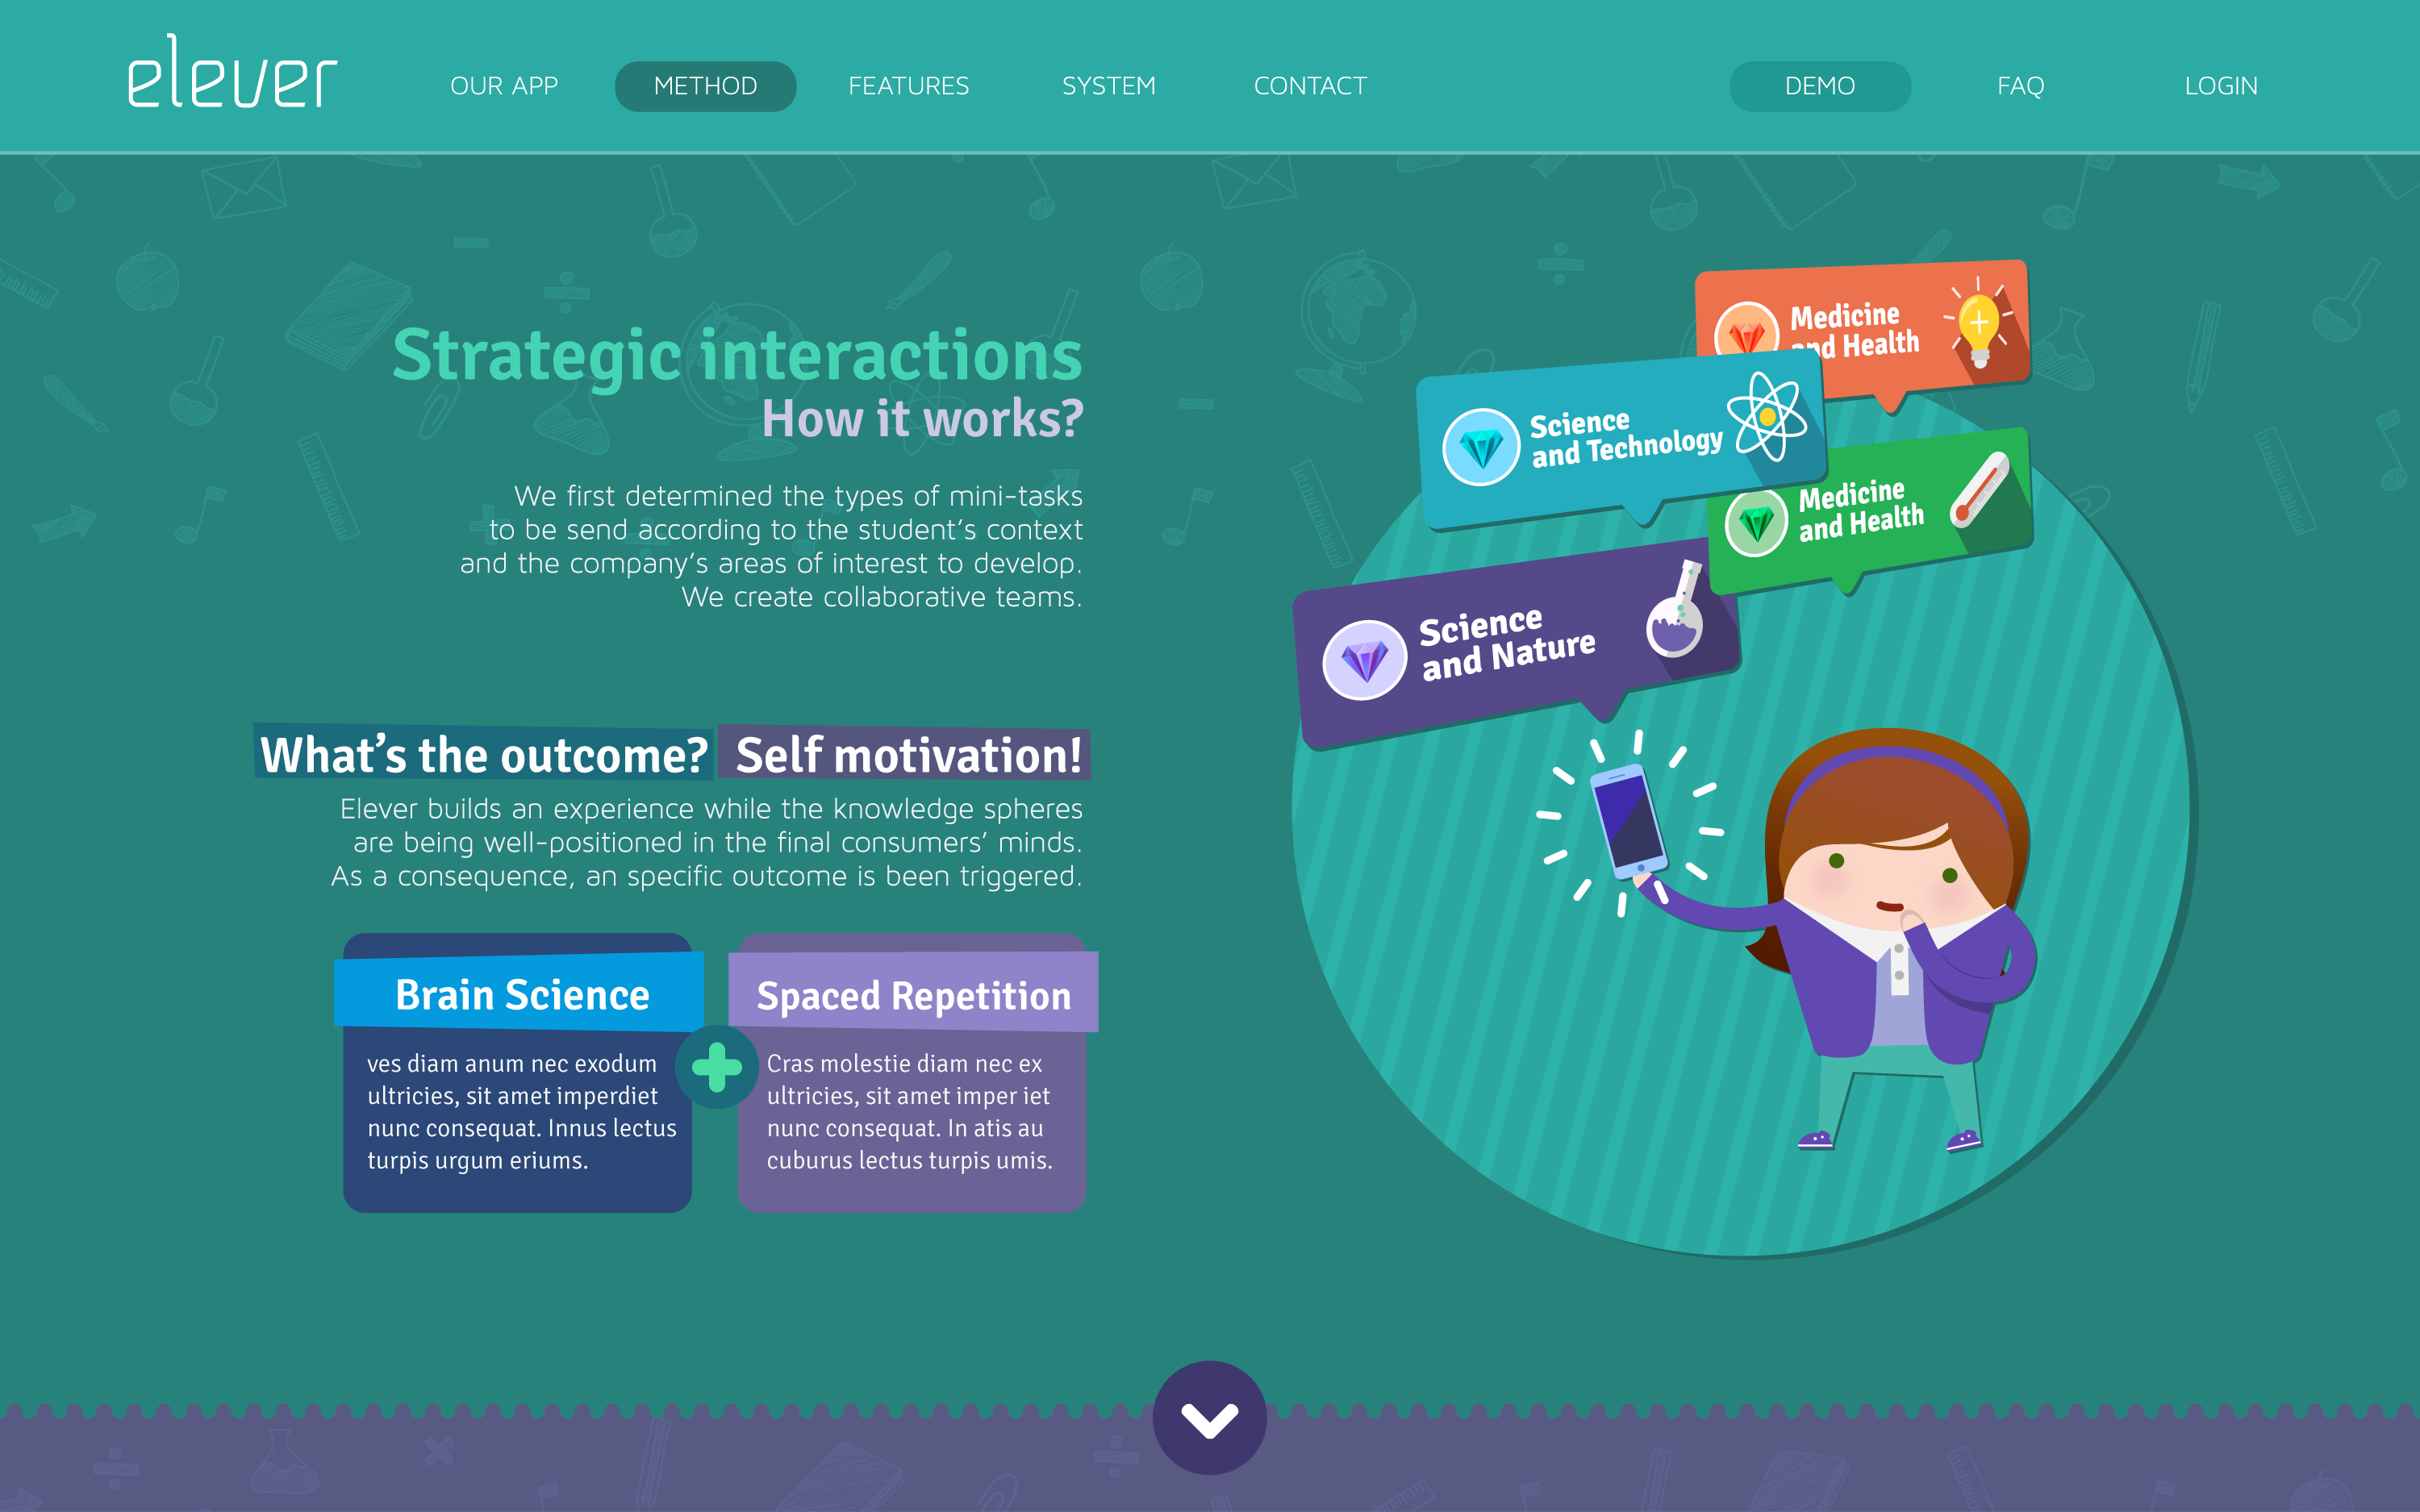 elever
OUR APP
METHOD
FEATURES
SYSTEM
CONTACT
DEMO
FAQ
LOGIN
Strategic interactions
How it works?
We first determined the types of mini-tasks
to be send according to the student's context
and the company's areas of interest to develop.
We create collaborative teams.
What's the outcome? Self motivation!
Elever builds an experience while the knowledge spheres
are being well-positioned in the final consumers' minds.
As a consequence, an specific outcome is been triggered.
Brain Science
ves diam anum nec exodum
ultricies, sit amet imperdiet
nunc consequat. Innus lectus
turpis urgum eriums.
Spaced Repetition
Cras molestie diam nec ex
ultricies, sit amet imper iet
nunc consequat. In atis au
cuburus lectus turpis umis.
Medicine
and Health
Science
and Technology
Medicine
and Health
Science
and Nature